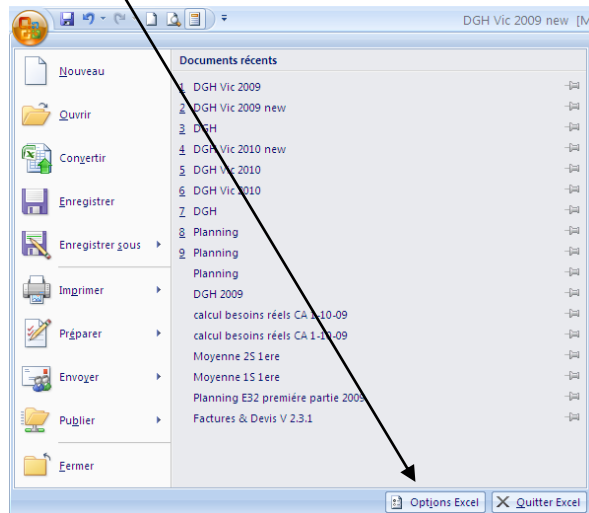 DGH Vic 2009 new [M
Nouveau
Ouvrir
Convertir
Enregistrer
Enregistrer sous
Imprimer
Préparer
Envoyer
Publier
Fermer
Documents récents
1 DGH Vic 2009
2 DGH Vic 2009 new
3 DGH
4 DGH Vic 2010 new
5 DGH Vic 2010
6 DGH Vic 2010
7 DGH
8 Planning
9 Planning
Planning
DGH 2009
calcul besoins réels CA 1-10-09
calcul besoins réels CA 1-10-09
Moyenne 2S 1ere
Moyenne 1S 1ere
Planning E32 premiére partie 2009
Factures & Devis V 2.3.1
Options Excel
Quitter Excel